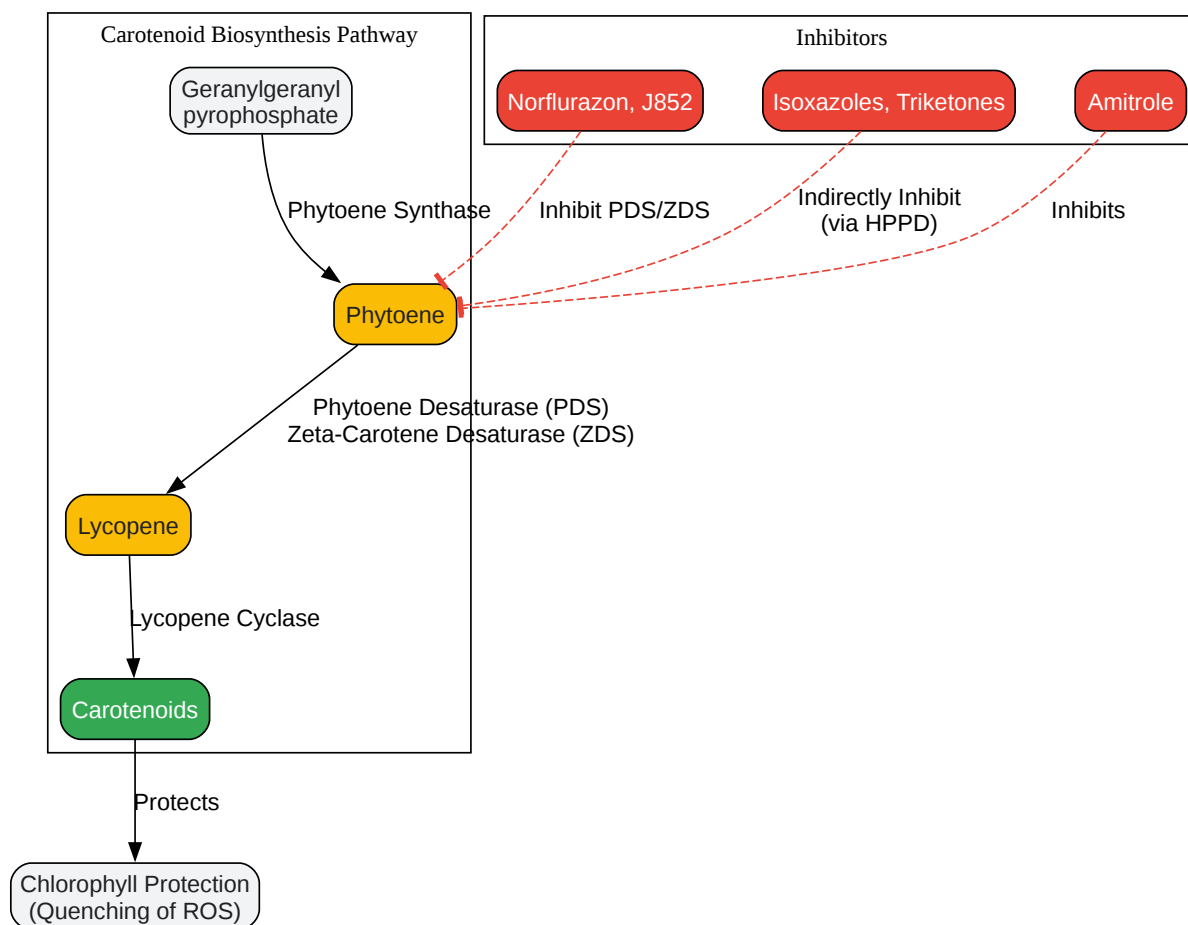 Carotenoid Biosynthesis Pathway
Inhibitors
Geranylgeranyl
pyrophosphate
Norflurazon, J852
Isoxazoles, Triketones
Amitrole
Phytoene Synthase
Inhibit PDS/ZDS
Indirectly Inhibit
(via HPPD)
Inhibits
Phytoene
Phytoene Desaturase (PDS)
Zeta-Carotene Desaturase (ZDS)
Lycopene
Lycopene Cyclase
Carotenoids
Protects
Chlorophyll Protection
(Quenching of ROS)